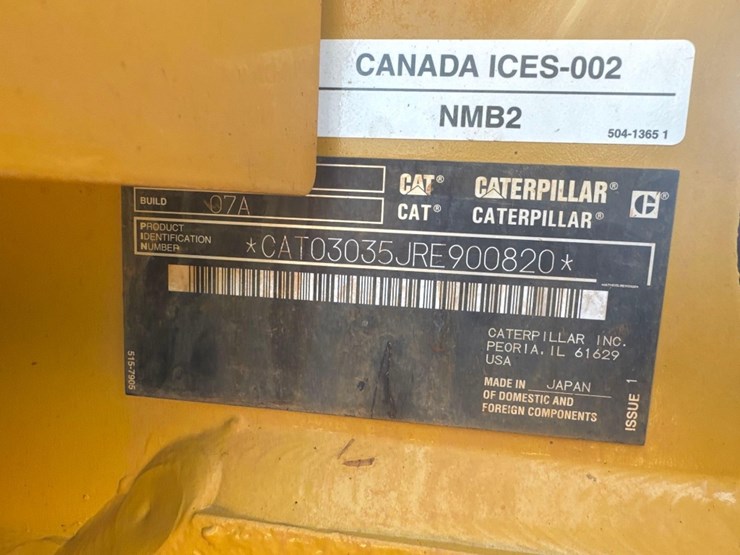 CANADA ICES-002
NMB2
504-1365 1
CAT® CATERPILLAR®
BUILD 07A
CAT® CATERPILLAR®
PRODUCT
IDENTIFICATION
NUMBER
*CAT03035JRE900820*
CATERPILLAR INC.
PEORIA, IL 61629
USA
MADE IN JAPAN
OF DOMESTIC AND
FOREIGN COMPONENTS
ISSUE 1
515-7905